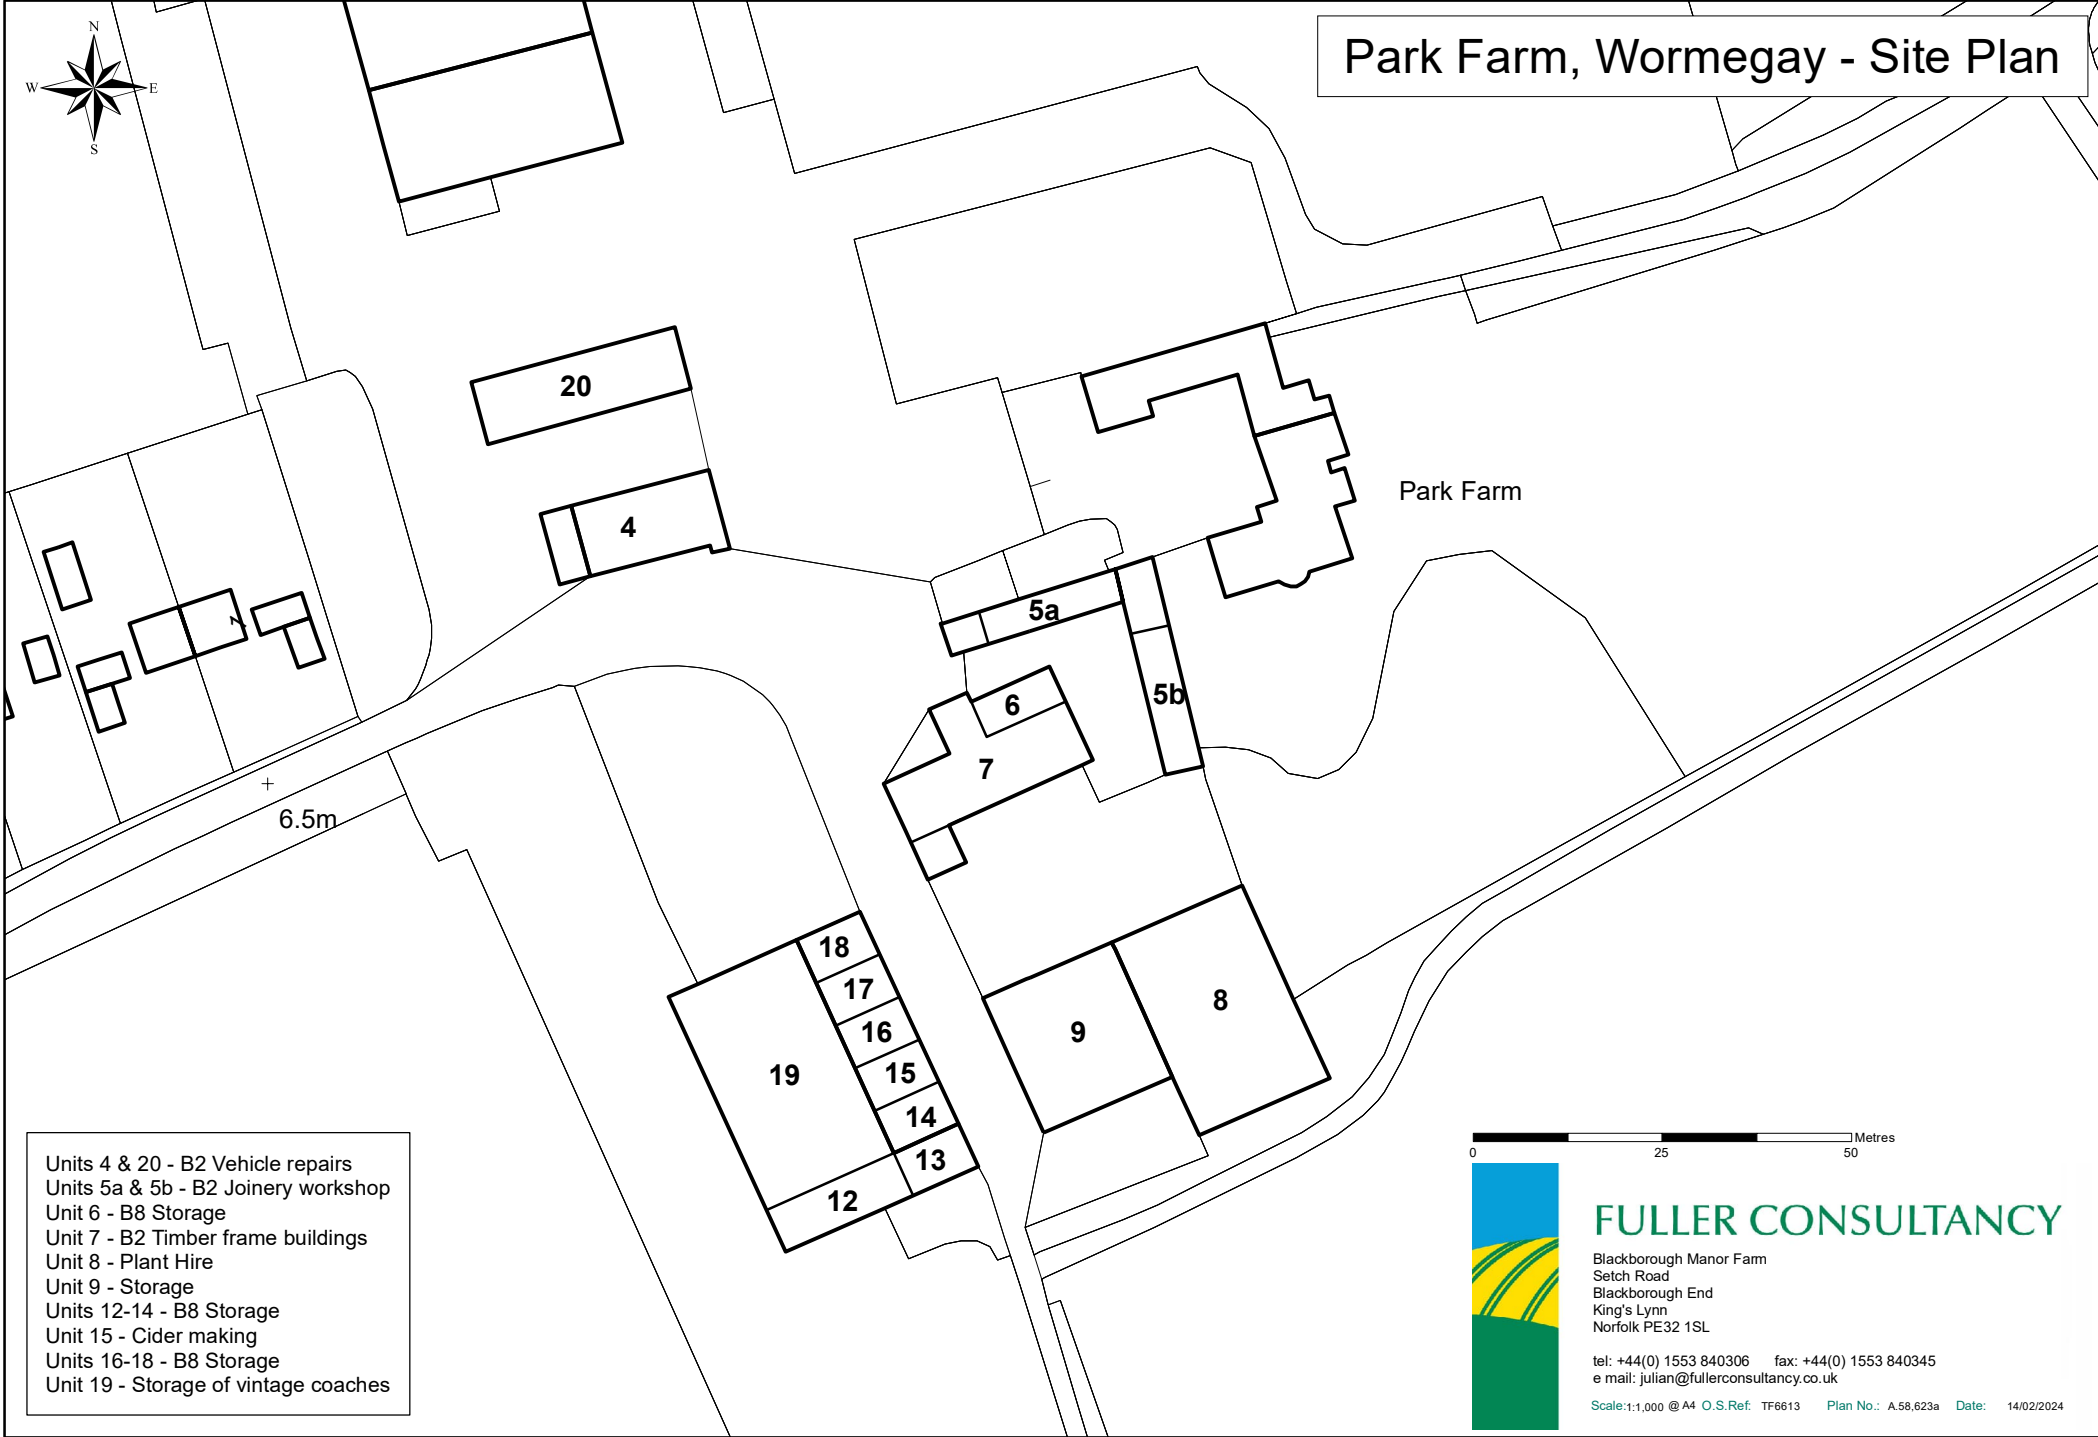 Park Farm, Wormegay - Site Plan
N
W
E
S
20
4
Park Farm
5a
5b
6
7
6.5m
18
17
16
15
14
13
12
19
9
8
Units 4 & 20 - B2 Vehicle repairs
Units 5a & 5b - B2 Joinery workshop
Unit 6 - B8 Storage
Unit 7 - B2 Timber frame buildings
Unit 8 - Plant Hire
Unit 9 - Storage
Units 12-14 - B8 Storage
Unit 15 - Cider making
Units 16-18 - B8 Storage
Unit 19 - Storage of vintage coaches
Metres
0 25 50
FULLER CONSULTANCY
Blackborough Manor Farm
Setch Road
Blackborough End
King's Lynn
Norfolk PE32 1SL
tel: +44(0) 1553 840306 fax: +44(0) 1553 840345
e mail: julian@fullerconsultancy.co.uk
Scale:1:1,000 @ A4 O.S.Ref: TF6613 Plan No.: A.58,623a Date: 14/02/2024